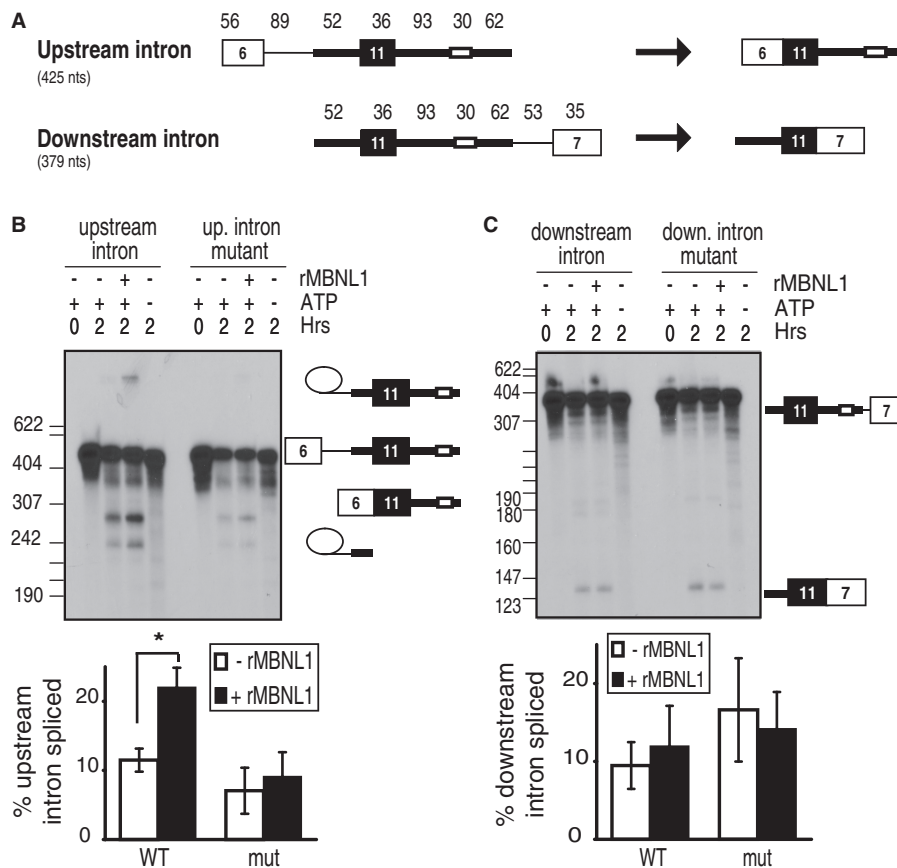 A
56 89 52 36 93 30 62
Upstream intron
(425 nts)
6 11 6 11
52 36 93 30 62 53 35
Downstream intron
(379 nts)
11 7 11 7
B
upstream intron
up. intron mutant
- - + - - - + - rMBNL1
+ + + - + + + - ATP
0 2 2 2 0 2 2 2 Hrs
622
404
307
242
190
11
6 11
6 11
*
- rMBNL1
+ rMBNL1
% upstream intron spliced
20
10
0
WT mut
C
downstream intron
down. intron mutant
- - + - - - + - rMBNL1
+ + + - + + + - ATP
0 2 2 2 0 2 2 2 Hrs
622
404
307
190
180
160
147
123
11 7
11 7
- rMBNL1
+ rMBNL1
% downstream intron spliced
20
10
0
WT mut